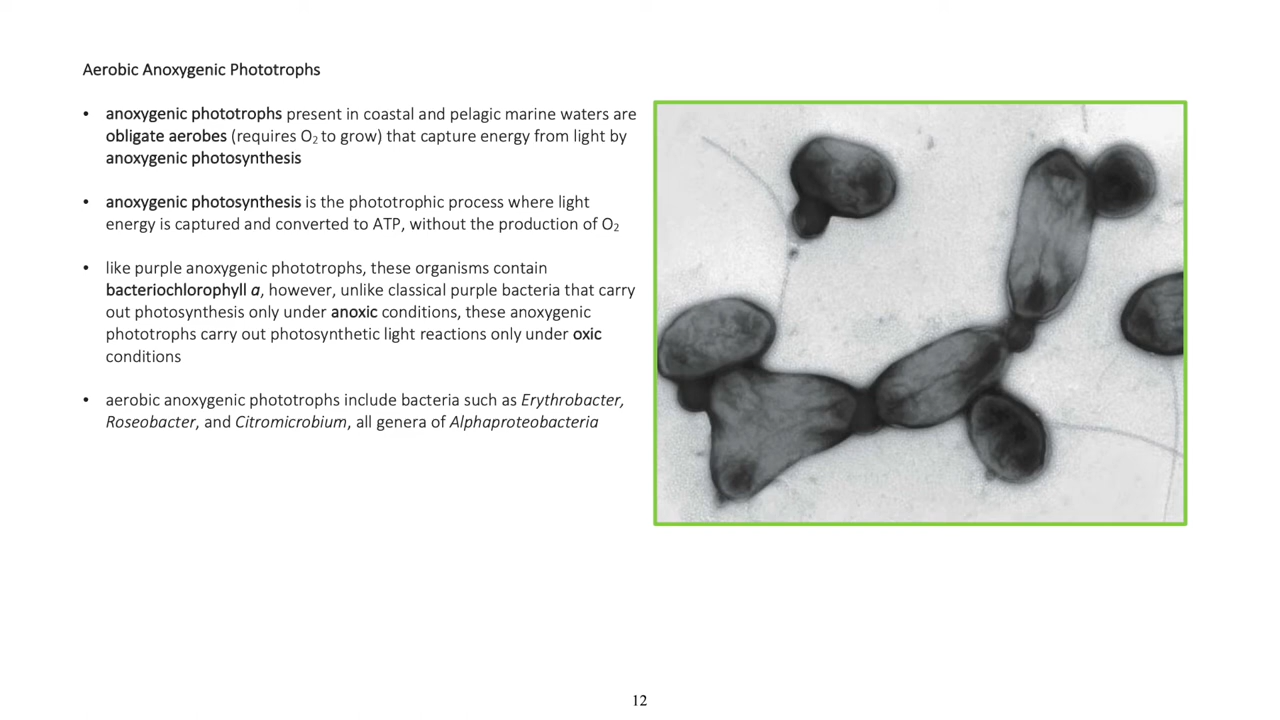 Aerobic Anoxygenic Phototrophs
• anoxygenic phototrophs present in coastal and pelagic marine waters are
obligate aerobes (requires O₂ to grow) that capture energy from light by
anoxygenic photosynthesis
• anoxygenic photosynthesis is the phototrophic process where light
energy is captured and converted to ATP, without the production of O₂
• like purple anoxygenic phototrophs, these organisms contain
bacteriochlorophyll a, however, unlike classical purple bacteria that carry
out photosynthesis only under anoxic conditions, these anoxygenic
phototrophs carry out photosynthetic light reactions only under oxic
conditions
• aerobic anoxygenic phototrophs include bacteria such as Erythrobacter,
Roseobacter, and Citromicrobium, all genera of Alphaproteobacteria
12